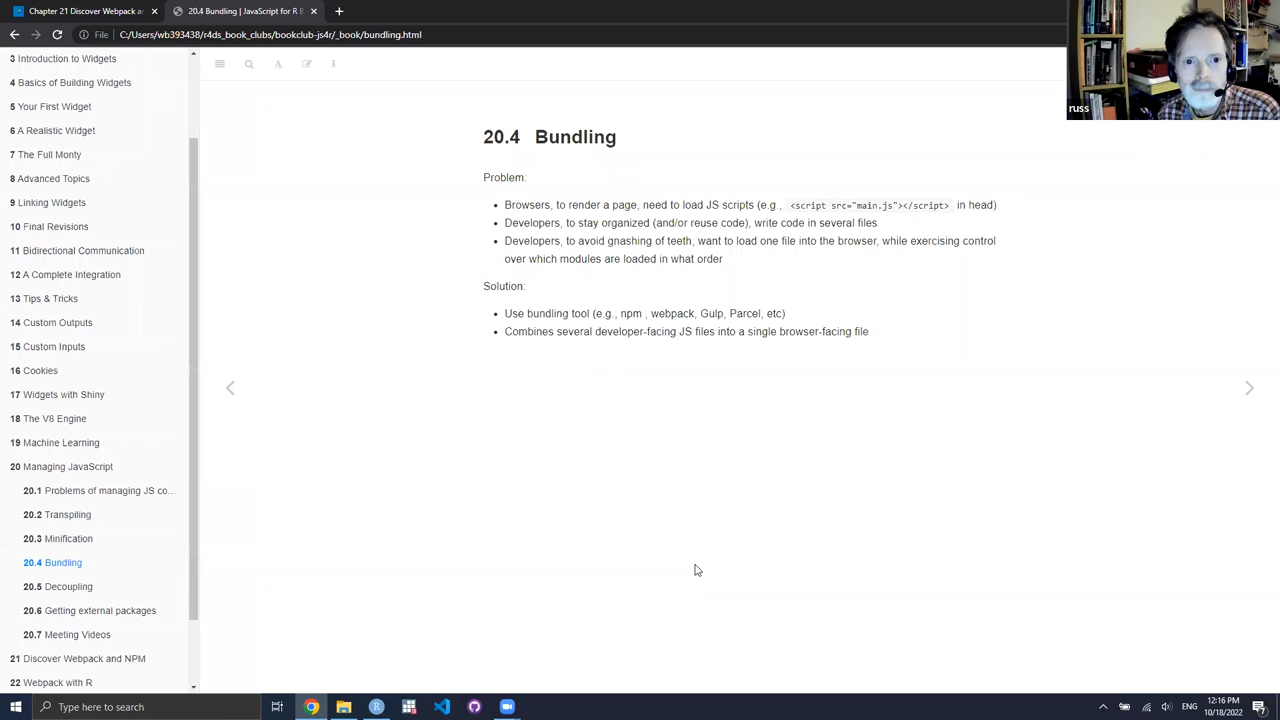 Chapter 21 Discover Webpack ar
20.4 Bundling | JavaScript for R B
File
C:/Users/wb393438/r4ds_book_clubs/bookclub-js4r/_book/bundling.html
russ
3 Introduction to Widgets
4 Basics of Building Widgets
5 Your First Widget
6 A Realistic Widget
7 The Full Monty
8 Advanced Topics
9 Linking Widgets
10 Final Revisions
11 Bidirectional Communication
12 A Complete Integration
13 Tips & Tricks
14 Custom Outputs
15 Custom Inputs
16 Cookies
17 Widgets with Shiny
18 The V8 Engine
19 Machine Learning
20 Managing JavaScript
20.1 Problems of managing JS co...
20.2 Transpiling
20.3 Minification
20.4 Bundling
20.5 Decoupling
20.6 Getting external packages
20.7 Meeting Videos
21 Discover Webpack and NPM
22 Webpack with R
20.4 Bundling
Problem:
• Browsers, to render a page, need to load JS scripts (e.g., <script src="main.js"></script> in head)
• Developers, to stay organized (and/or reuse code), write code in several files
• Developers, to avoid gnashing of teeth, want to load one file into the browser, while exercising control
over which modules are loaded in what order
Solution:
• Use bundling tool (e.g., npm , webpack, Gulp, Parcel, etc)
• Combines several developer-facing JS files into a single browser-facing file
Type here to search
12:16 PM
10/18/2022
7